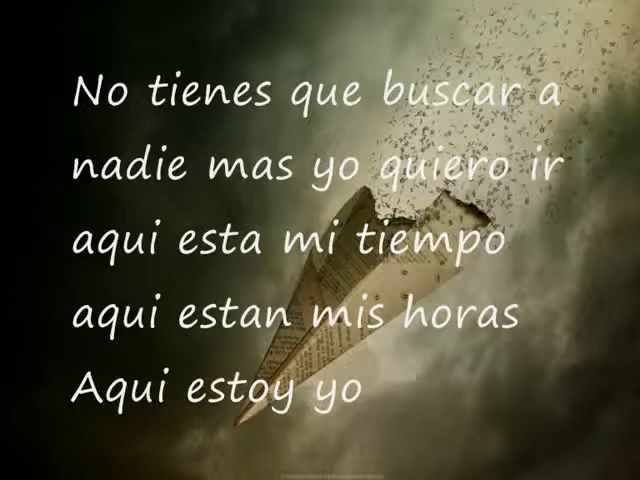 No tienes que buscar a
nadie mas yo quiero ir
aqui esta mi tiempo
aqui estan mis horas
Aqui estoy yo